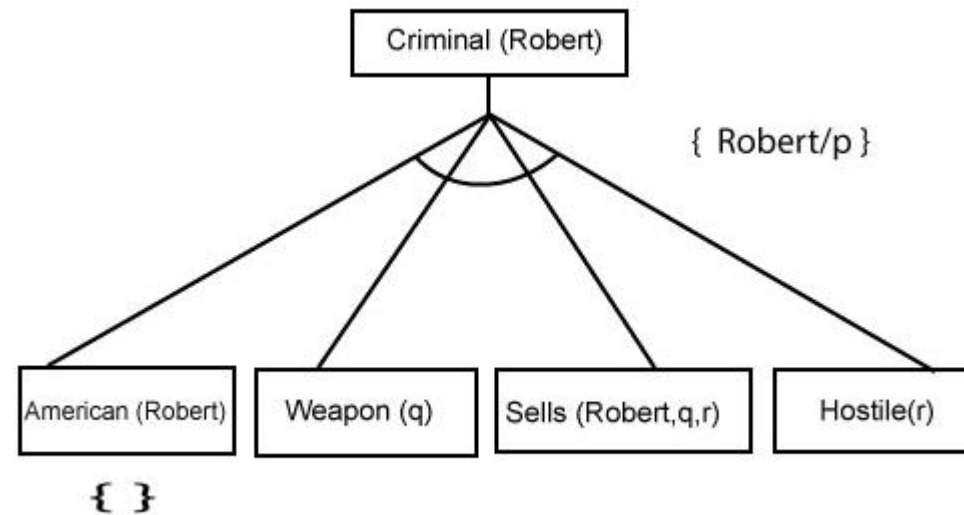 Criminal (Robert)
{ Robert/p }
American (Robert)
Weapon (q)
Sells (Robert,q,r)
Hostile(r)
{ }